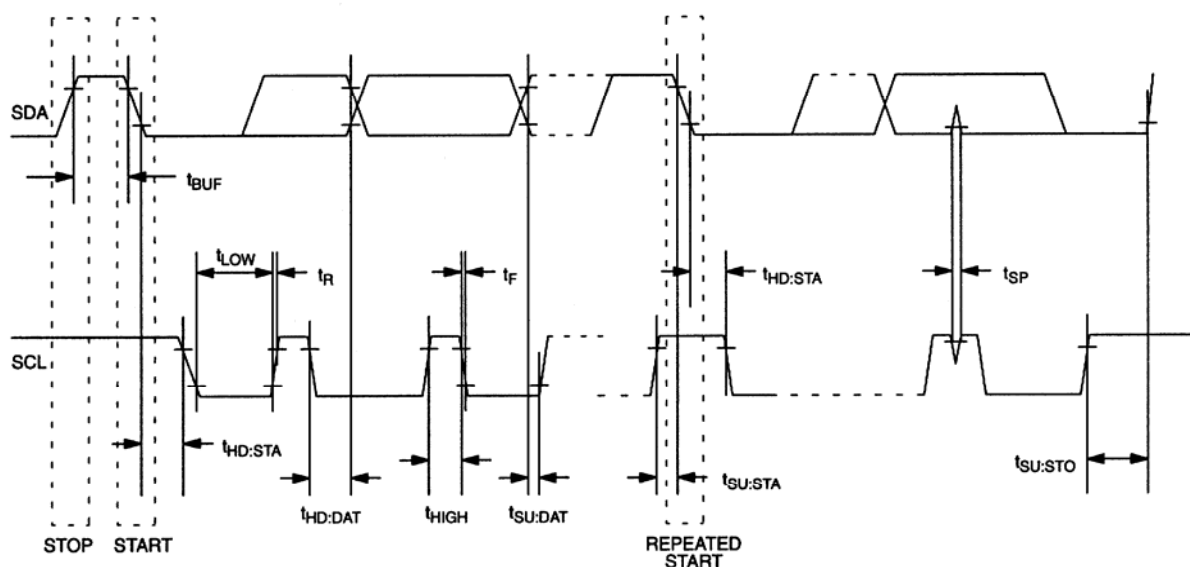 SDA
tBUF
tLOW
tR
tF
tHD:STA
tSP
SCL
tHD:STA
tHD:DAT
tHIGH
tSU:DAT
tSU:STA
tSU:STO
STOP
START
REPEATED
START